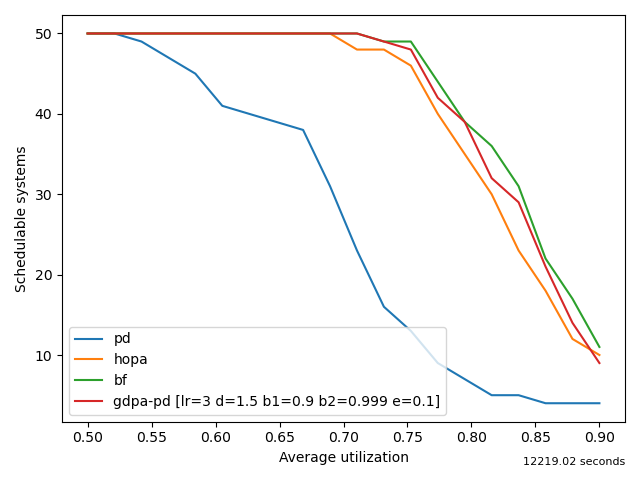 50
40
30
20
10
Schedulable systems
pd
hopa
bf
gdpa-pd [lr=3 d=1.5 b1=0.9 b2=0.999 e=0.1]
0.50 0.55 0.60 0.65 0.70 0.75 0.80 0.85 0.90
Average utilization
12219.02 seconds